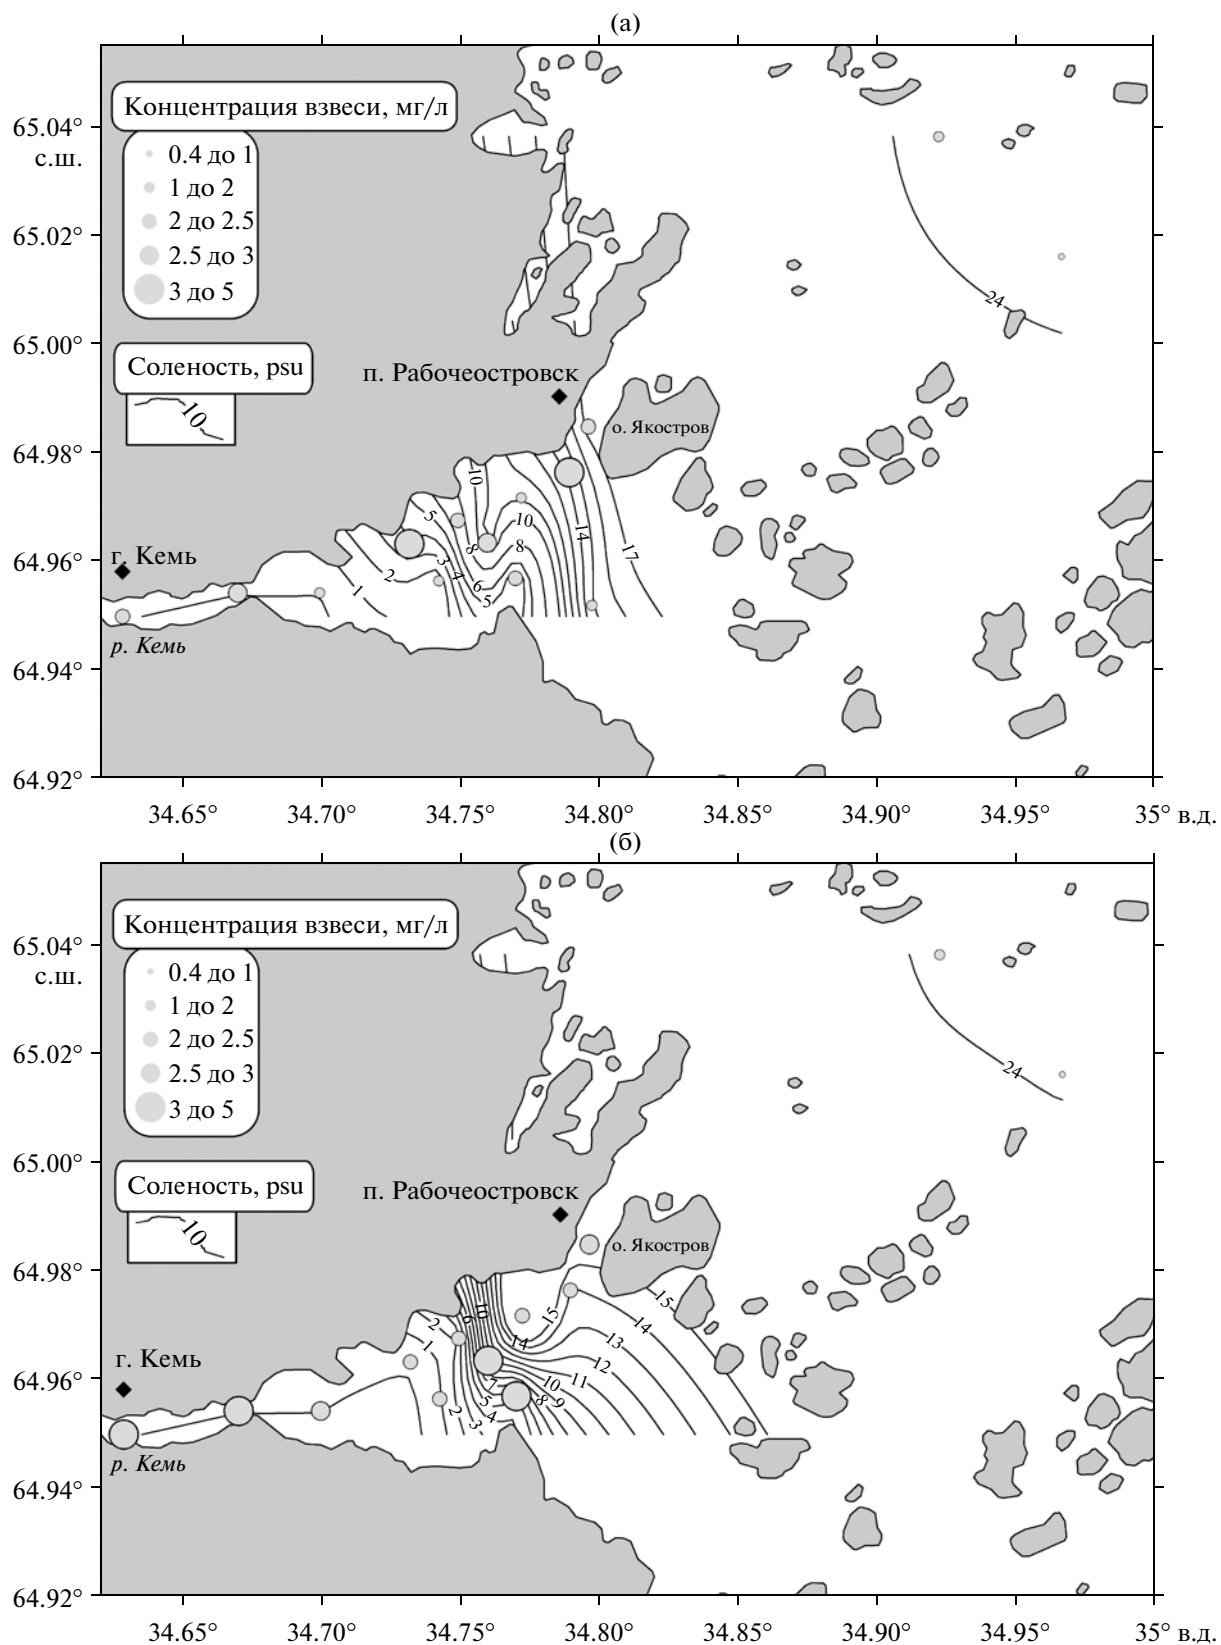 (а)
Концентрация взвеси, мг/л
65.04°
с.ш.
0.4 до 1
1 до 2
2 до 2.5
2.5 до 3
3 до 5
65.02°
24
65.00°
Соленость, psu
10
п. Рабочеостровск
о. Якостров
64.98°
10
5
10
14
8
8
17
3
4
6
5
2
1
64.96°
г. Кемь
р. Кемь
64.94°
64.92°
34.65° 34.70° 34.75° 34.80° 34.85° 34.90° 34.95° 35° в.д.
(б)
Концентрация взвеси, мг/л
65.04°
с.ш.
0.4 до 1
1 до 2
2 до 2.5
2.5 до 3
3 до 5
65.02°
24
65.00°
Соленость, psu
10
п. Рабочеостровск
о. Якостров
64.98°
15
10
6
15
14
2
1
14
13
12
11
10
9
8
7
5
4
3
2
64.96°
г. Кемь
р. Кемь
64.94°
64.92°
34.65° 34.70° 34.75° 34.80° 34.85° 34.90° 34.95° 35° в.д.